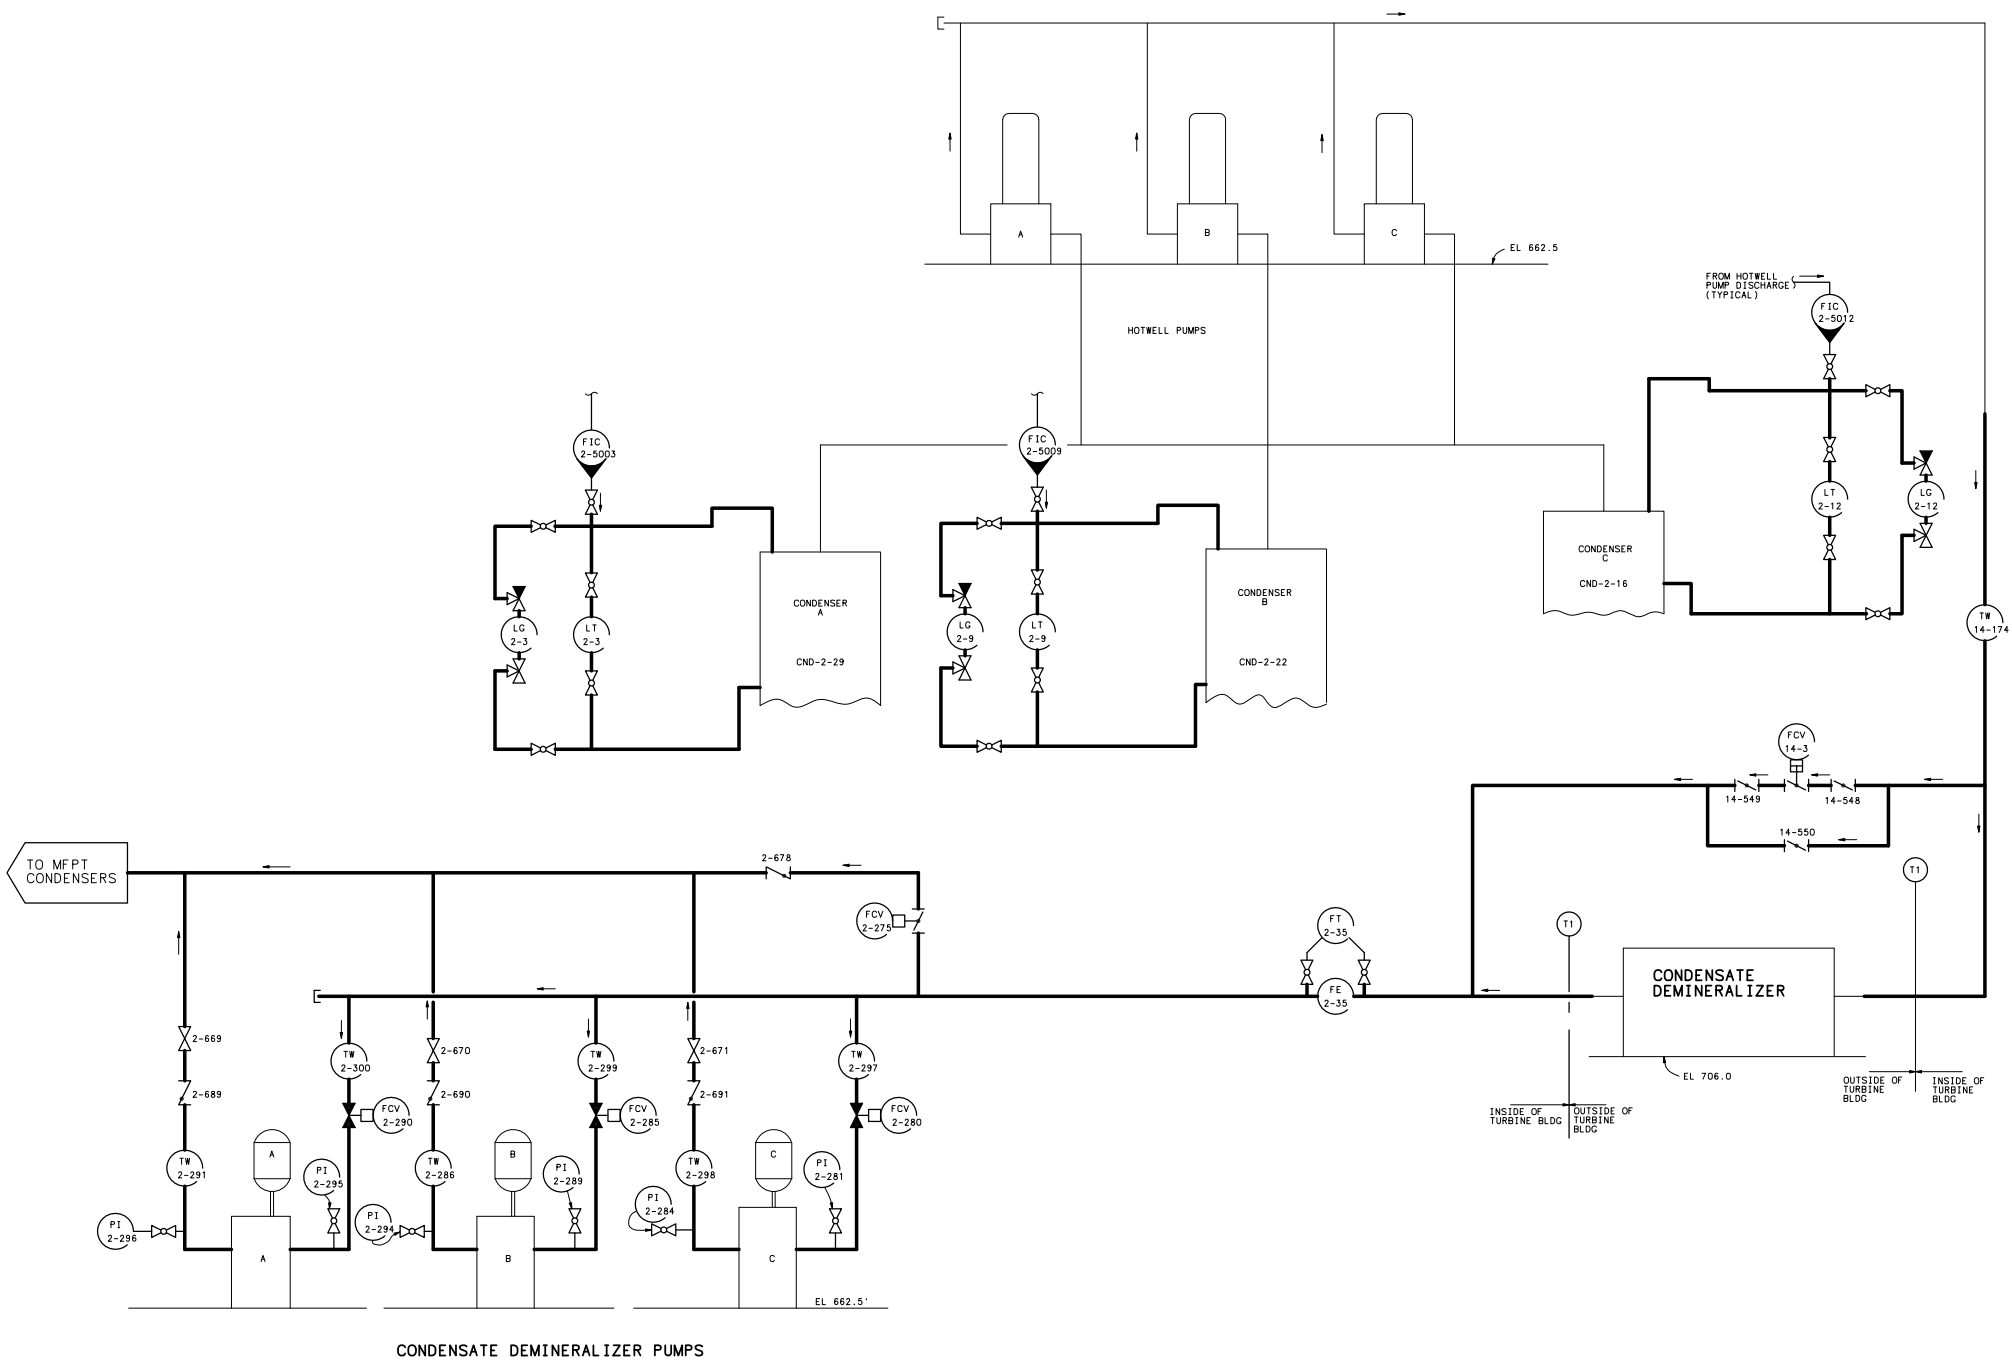 A
B
C
EL 662.5
HOTWELL PUMPS
FROM HOTWELL
PUMP DISCHARGE
(TYPICAL)
FIC
2-5012
FIC
2-5003
FIC
2-5009
LT
2-12
LG
2-12
CONDENSER
C
CND-2-16
CONDENSER
A
CND-2-29
CONDENSER
B
CND-2-22
LG
2-3
LT
2-3
LG
2-9
LT
2-9
TW
14-174
FCV
14-3
14-549
14-548
14-550
TO MFPT
CONDENSERS
2-678
FCV
2-275
FT
2-35
FE
2-35
T1
T1
CONDENSATE
DEMINERALIZER
EL 706.0
OUTSIDE OF
TURBINE
BLDG
INSIDE OF
TURBINE
BLDG
INSIDE OF
TURBINE BLDG
OUTSIDE OF
TURBINE
BLDG
2-669
TW
2-300
2-670
TW
2-299
2-671
TW
2-297
2-689
FCV
2-290
2-690
FCV
2-285
2-691
FCV
2-280
TW
2-291
A
PI
2-295
TW
2-286
B
PI
2-289
TW
2-298
C
PI
2-281
PI
2-296
PI
2-294
PI
2-284
A
B
C
EL 662.5'
CONDENSATE DEMINERALIZER PUMPS